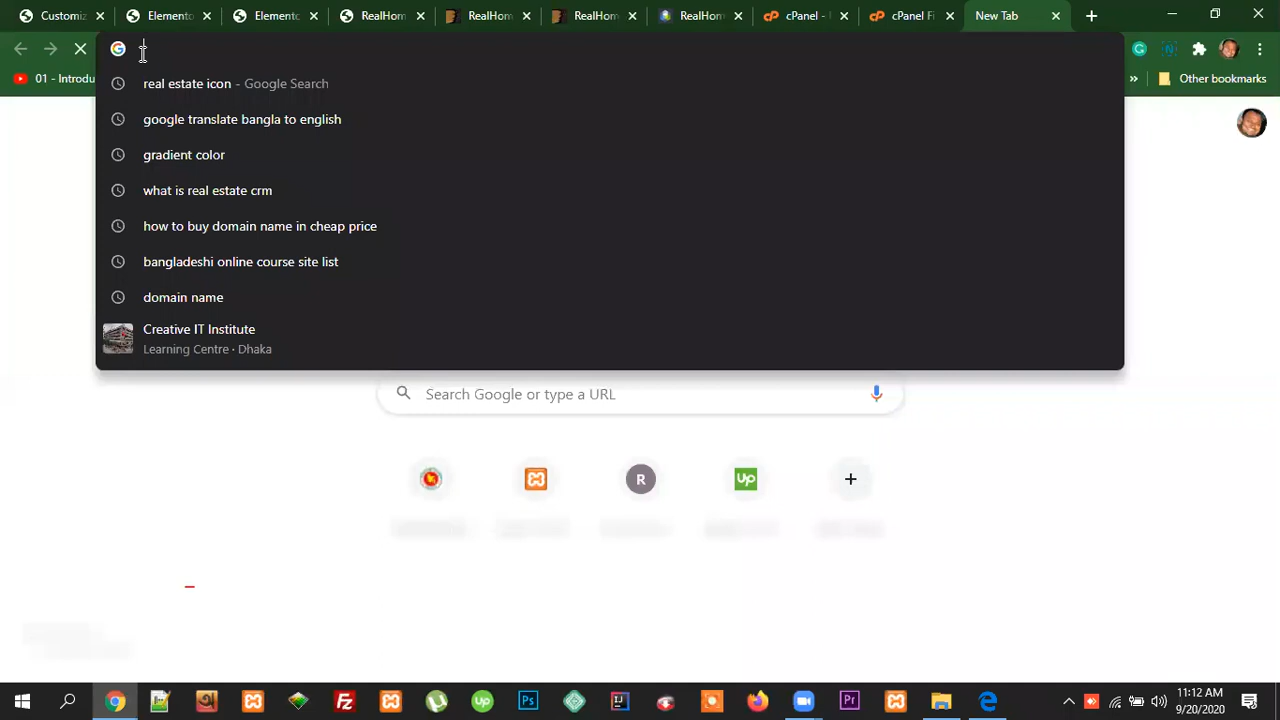 Customiz
Elemento
Elemento
RealHom
RealHom
RealHom
RealHom
cPanel -
cPanel Fi
New Tab
01 - Introdu
»
Other bookmarks
real estate icon - Google Search
google translate bangla to english
gradient color
what is real estate crm
how to buy domain name in cheap price
bangladeshi online course site list
domain name
Creative IT Institute
Learning Centre · Dhaka
Search Google or type a URL
R
Up
11:12 AM
9/20/2020